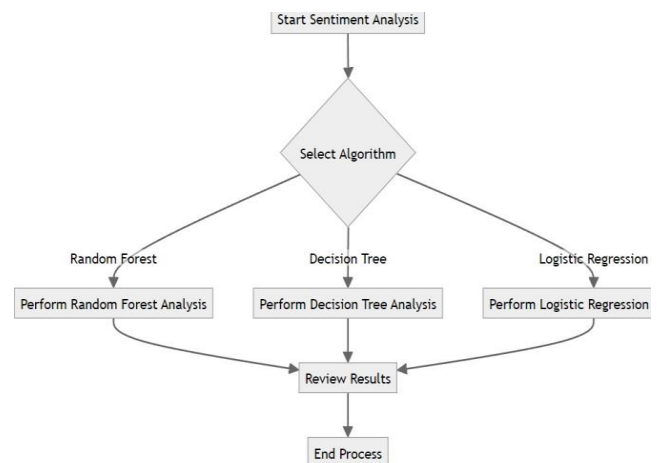 Start Sentiment Analysis
Select Algorithm
Random Forest
Decision Tree
Logistic Regression
Perform Random Forest Analysis
Perform Decision Tree Analysis
Perform Logistic Regression
Review Results
End Process